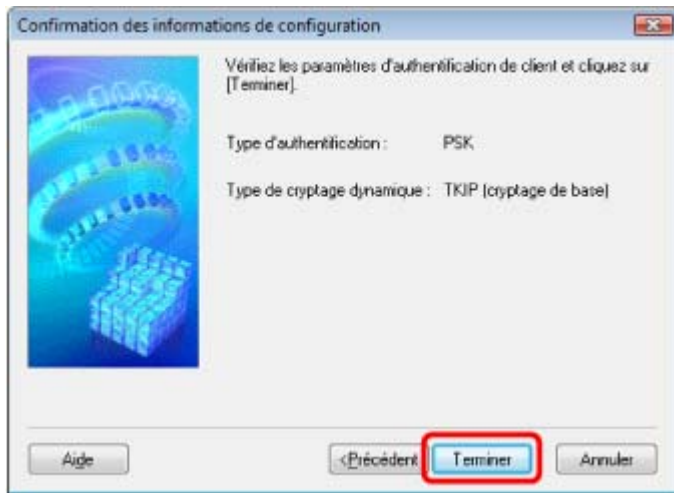 Confirmation des informations de configuration
Vérifiez les paramètres d'authentification de client et cliquez sur
[Terminer].
Type d'authentification : PSK
Type de cryptage dynamique : TKIP (cryptage de base)
Aide
<Précédent
Terminer
Annuler